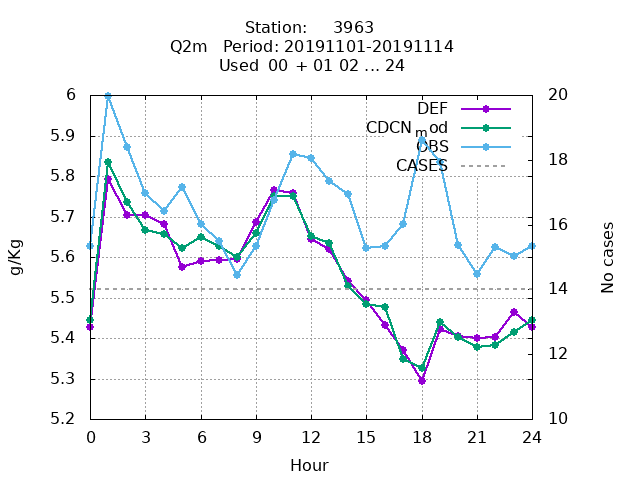 Station: 3963
Q2m Period: 20191101-20191114
Used 00 + 01 02 ... 24
6
5.9
5.8
5.7
5.6
5.5
5.4
5.3
5.2
g/Kg
DEF
CDCN_mod
OBS
CASES
20
18
16
14
12
10
No cases
0 3 6 9 12 15 18 21 24
Hour